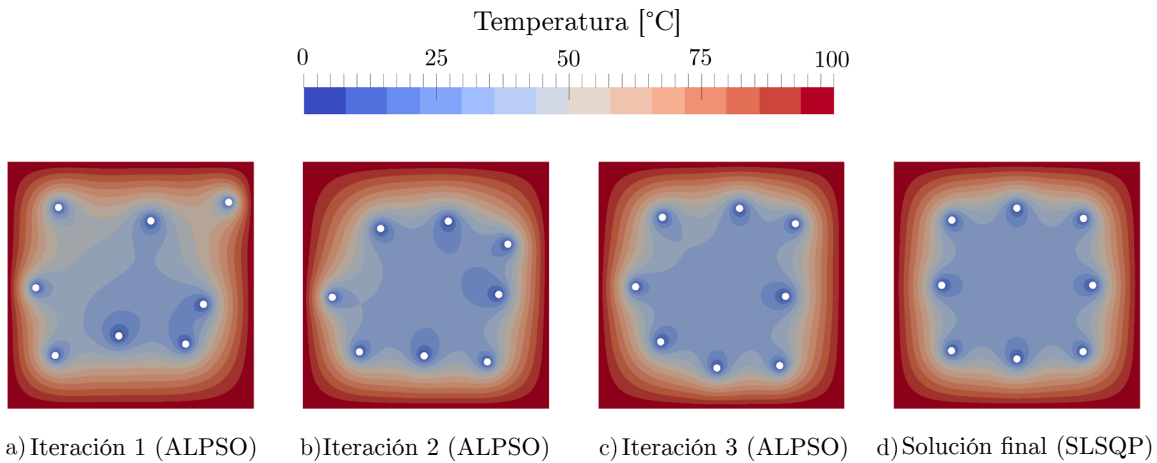 Temperatura [°C]
0 25 50 75 100
a) Iteración 1 (ALPSO) b) Iteración 2 (ALPSO) c) Iteración 3 (ALPSO) d) Solución final (SLSQP)